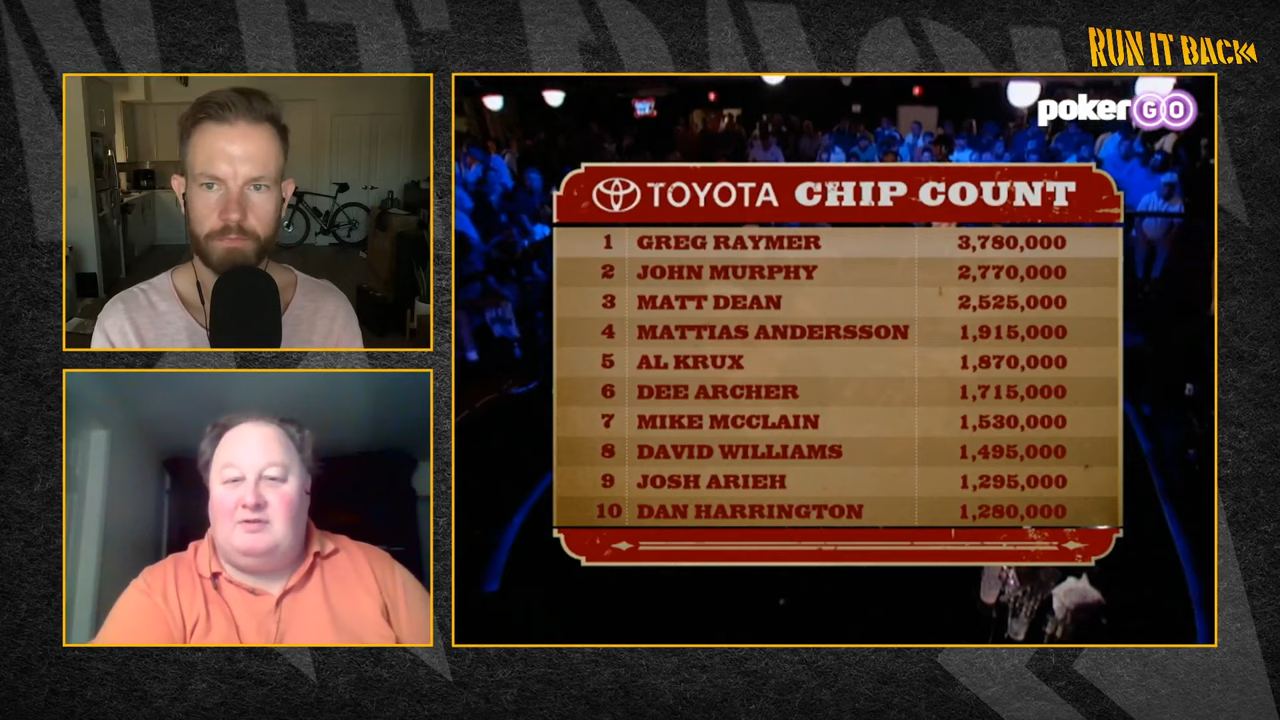 RUN IT BACK
poker GO
TOYOTA CHIP COUNT
1 GREG RAYMER 3,780,000
2 JOHN MURPHY 2,770,000
3 MATT DEAN 2,525,000
4 MATTIAS ANDERSSON 1,915,000
5 AL KRUX 1,870,000
6 DEE ARCHER 1,715,000
7 MIKE MCCLAIN 1,530,000
8 DAVID WILLIAMS 1,495,000
9 JOSH ARIEH 1,295,000
10 DAN HARRINGTON 1,280,000